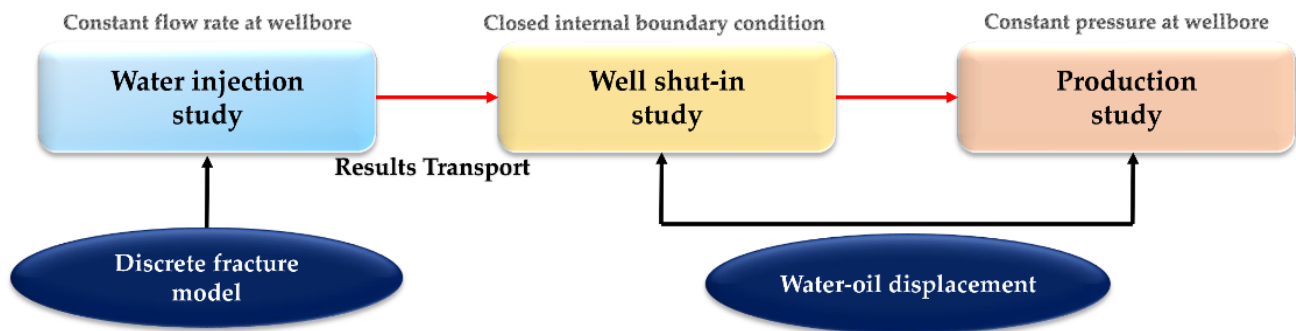 Constant flow rate at wellbore
Closed internal boundary condition
Constant pressure at wellbore
Water injection
study
Well shut-in
study
Production
study
Results Transport
Discrete fracture
model
Water-oil displacement